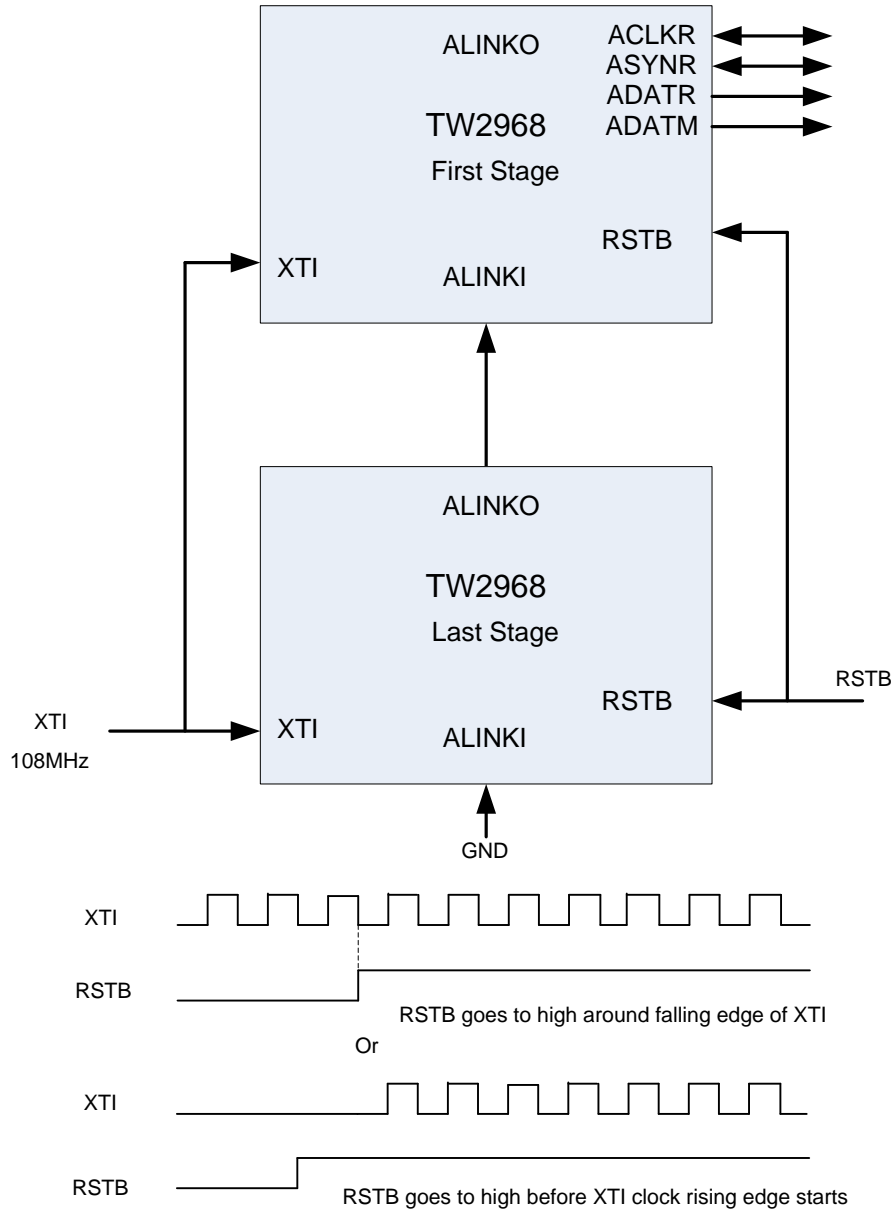 ALINKO
ACLKR
ASYNR
ADATR
ADATM
TW2968
First Stage
RSTB
XTI
ALINKI
ALINKO
TW2968
Last Stage
RSTB
RSTB
XTI
108MHz
XTI
ALINKI
GND
XTI
RSTB
RSTB goes to high around falling edge of XTI
Or
XTI
RSTB
RSTB goes to high before XTI clock rising edge starts